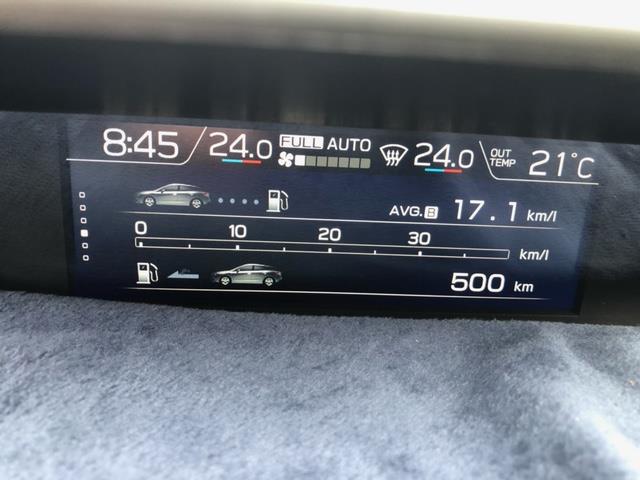 8:45 24.0 FULL AUTO 24.0 OUT TEMP 21°C
AVG. B 17.1 km/l
0 10 20 30 km/l
500 km